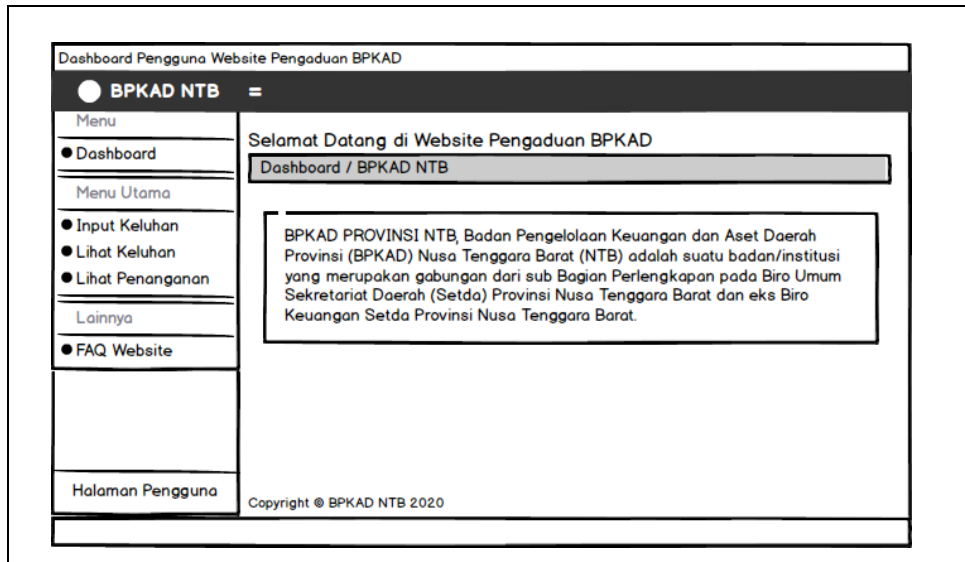 Dashboard Pengguna Website Pengaduan BPKAD
BPKAD NTB =
Menu
Dashboard
Menu Utama
Input Keluhan
Lihat Keluhan
Lihat Penanganan
Lainnya
FAQ Website
Halaman Pengguna
Selamat Datang di Website Pengaduan BPKAD
Dashboard / BPKAD NTB
BPKAD PROVINSI NTB, Badan Pengelolaan Keuangan dan Aset Daerah
Provinsi (BPKAD) Nusa Tenggara Barat (NTB) adalah suatu badan/institusi
yang merupakan gabungan dari sub Bagian Perlengkapan pada Biro Umum
Sekretariat Daerah (Setda) Provinsi Nusa Tenggara Barat dan eks Biro
Keuangan Setda Provinsi Nusa Tenggara Barat.
Copyright © BPKAD NTB 2020